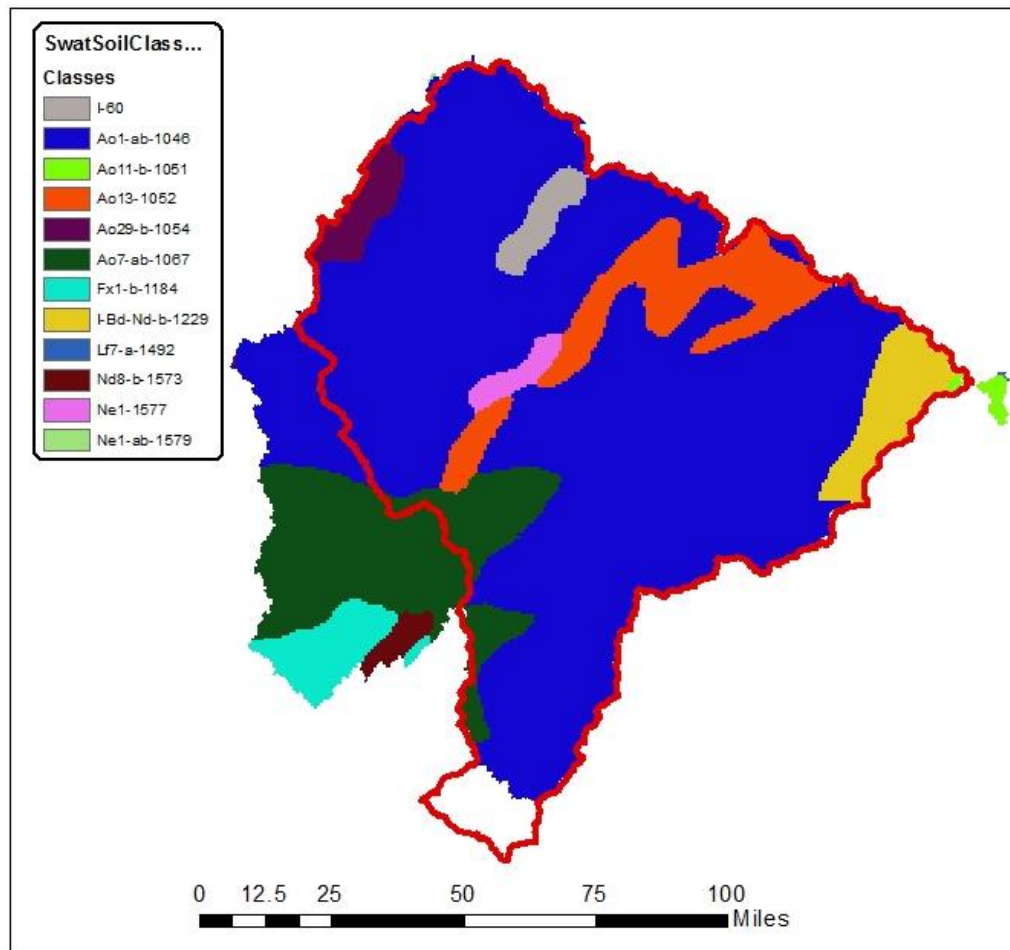 SwatSoilClass...
Classes
I-60
Ao1-ab-1046
Ao11-b-1051
Ao13-1052
Ao29-b-1054
Ao7-ab-1067
Fx1-b-1184
I-Bd-Nd-b-1229
Lf7-a-1492
Nd8-b-1573
Ne1-1577
Ne1-ab-1579
0 12.5 25 50 75 100
Miles